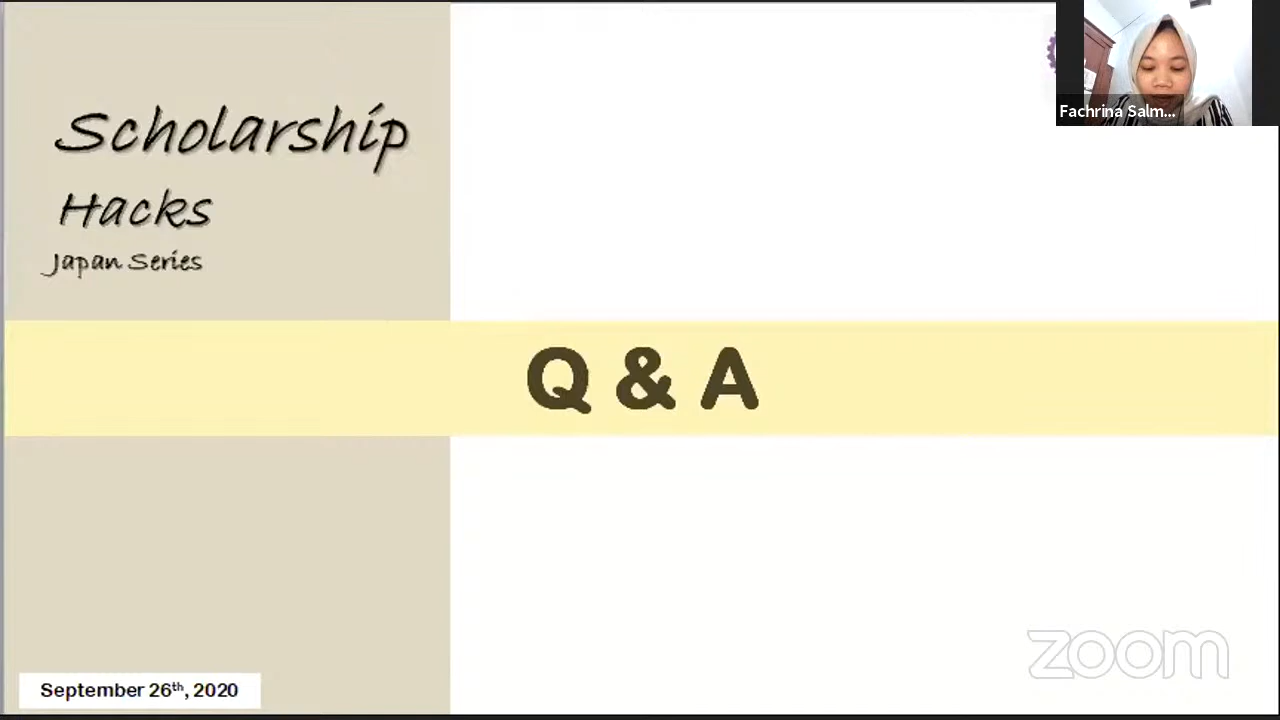 Scholarship
Hacks
Japan Series
Fachrina Salm...
Q & A
zoom
September 26th, 2020